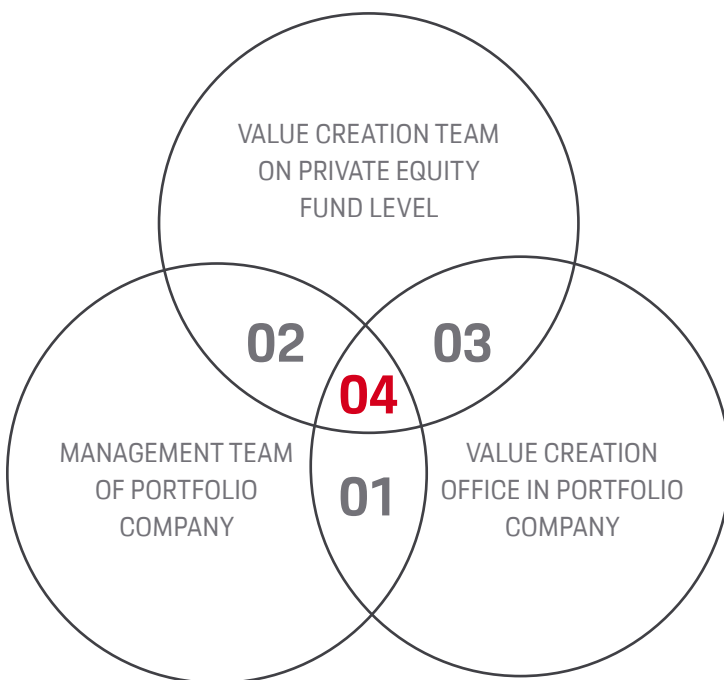 VALUE CREATION TEAM
ON PRIVATE EQUITY
FUND LEVEL
02
03
04
MANAGEMENT TEAM
OF PORTFOLIO
COMPANY
01
VALUE CREATION
OFFICE IN PORTFOLIO
COMPANY